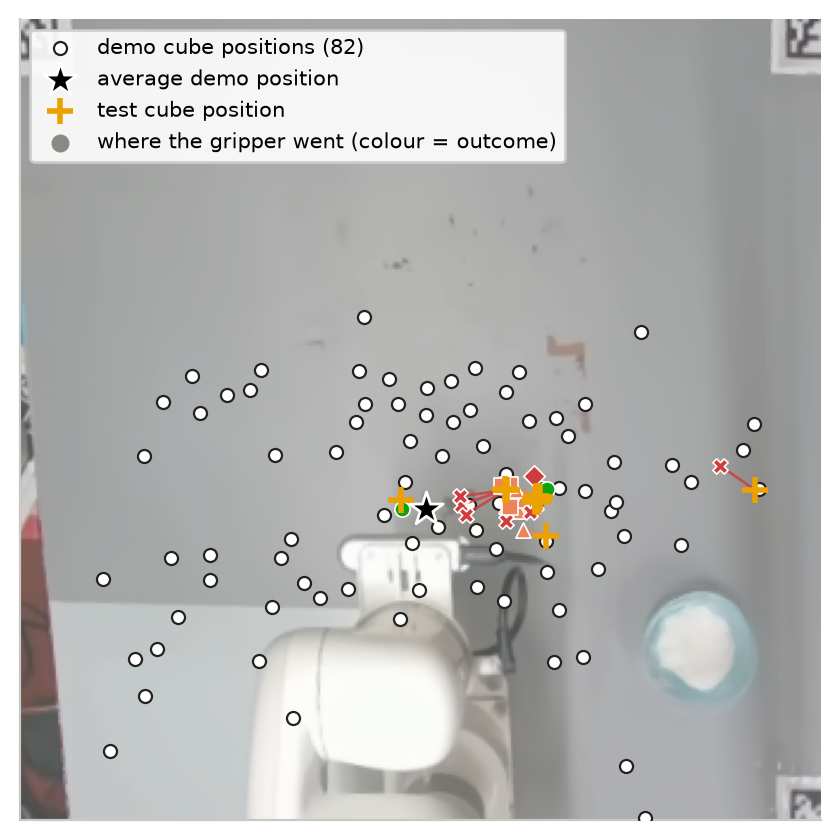 demo cube positions (82)
average demo position
test cube position
where the gripper went (colour = outcome)